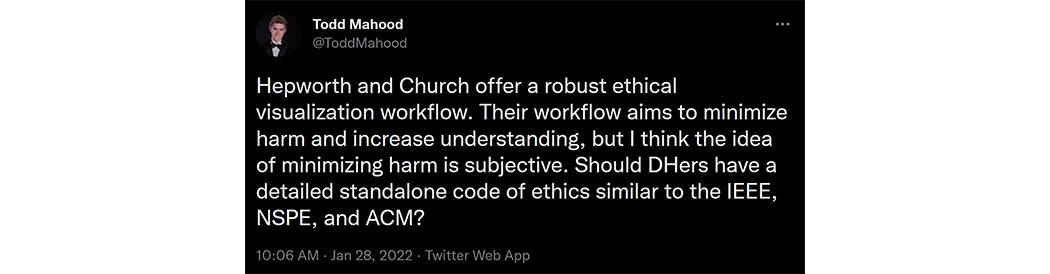 Todd Mahood
@ToddMahood
Hepworth and Church offer a robust ethical
visualization workflow. Their workflow aims to minimize
harm and increase understanding, but I think the idea
of minimizing harm is subjective. Should DHers have a
detailed standalone code of ethics similar to the IEEE,
NSPE, and ACM?
10:06 AM · Jan 28, 2022 · Twitter Web App